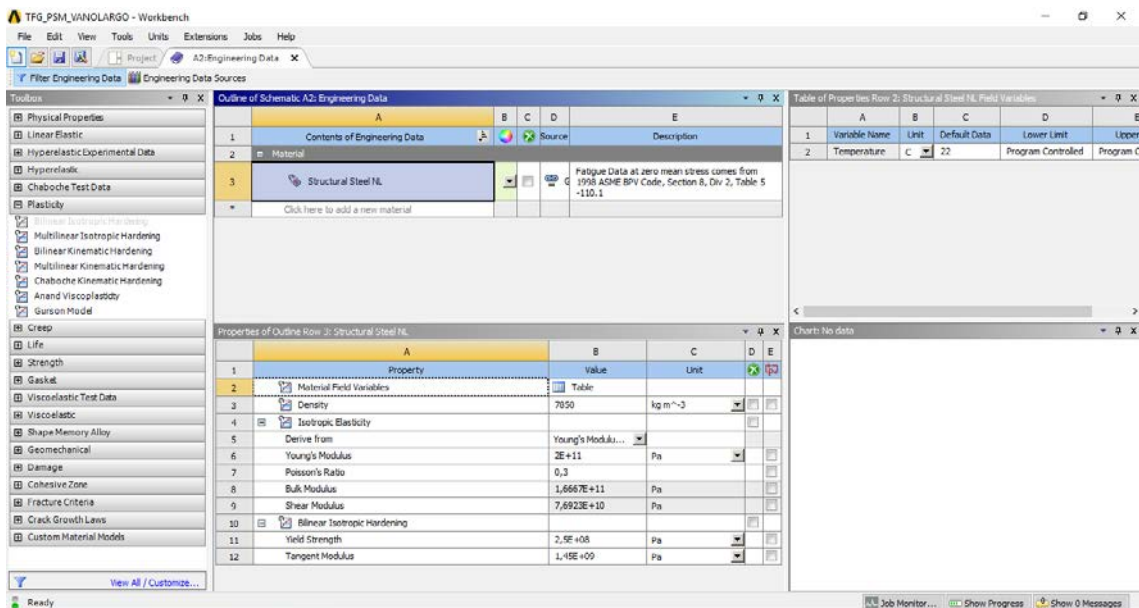 TFG_PSM_VANOLARGO - Workbench
File Edit View Tools Units Extensions Jobs Help
Project A2:Engineering Data
Filter Engineering Data Engineering Data Sources
Toolbox
Physical Properties
Linear Elastic
Hyperelastic Experimental Data
Hyperelastic
Chaboche Test Data
Plasticity
Bilinear Isotropic Hardening
Multilinear Isotropic Hardening
Bilinear Kinematic Hardening
Multilinear Kinematic Hardening
Chaboche Kinematic Hardening
Anand Viscoplasticity
Gurson Model
Creep
Life
Strength
Gasket
Viscoelastic Test Data
Viscoelastic
Shape Memory Alloy
Geomechanical
Damage
Cohesive Zone
Fracture Criteria
Crack Growth Laws
Custom Material Models
View All / Customize...
Outline of Schematic A2: Engineering Data
A B C D E
1 Contents of Engineering Data Source Description
2 Material
3 Structural Steel NL G Fatigue Data at zero mean stress comes from
1998 ASME BPV Code, Section 8, Div 2, Table 5
-110.1
* Click here to add a new material
Properties of Outline Row 3: Structural Steel NL
A B C D E
1 Property Value Unit
2 Material Field Variables Table
3 Density 7850 kg m^-3
4 Isotropic Elasticity
5 Derive from Young's Modulu...
6 Young's Modulus 2E+11 Pa
7 Poisson's Ratio 0,3
8 Bulk Modulus 1,6667E+11 Pa
9 Shear Modulus 7,6923E+10 Pa
10 Bilinear Isotropic Hardening
11 Yield Strength 2,5E+08 Pa
12 Tangent Modulus 1,45E+09 Pa
Table of Properties Row 2: Structural Steel NL Field Variables
A B C D E
1 Variable Name Unit Default Data Lower Limit Upper
2 Temperature C 22 Program Controlled Program C
Chart: No data
Ready Job Monitor... Show Progress Show 0 Messages